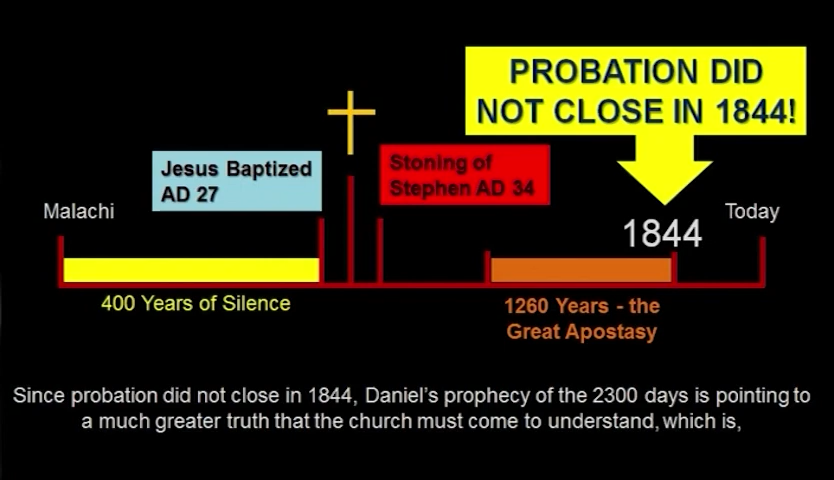 PROBATION DID
NOT CLOSE IN 1844!
Jesus Baptized
AD 27
Stoning of
Stephen AD 34
Malachi
1844
Today
400 Years of Silence
1260 Years - the
Great Apostasy
Since probation did not close in 1844, Daniel's prophecy of the 2300 days is pointing to
a much greater truth that the church must come to understand, which is,